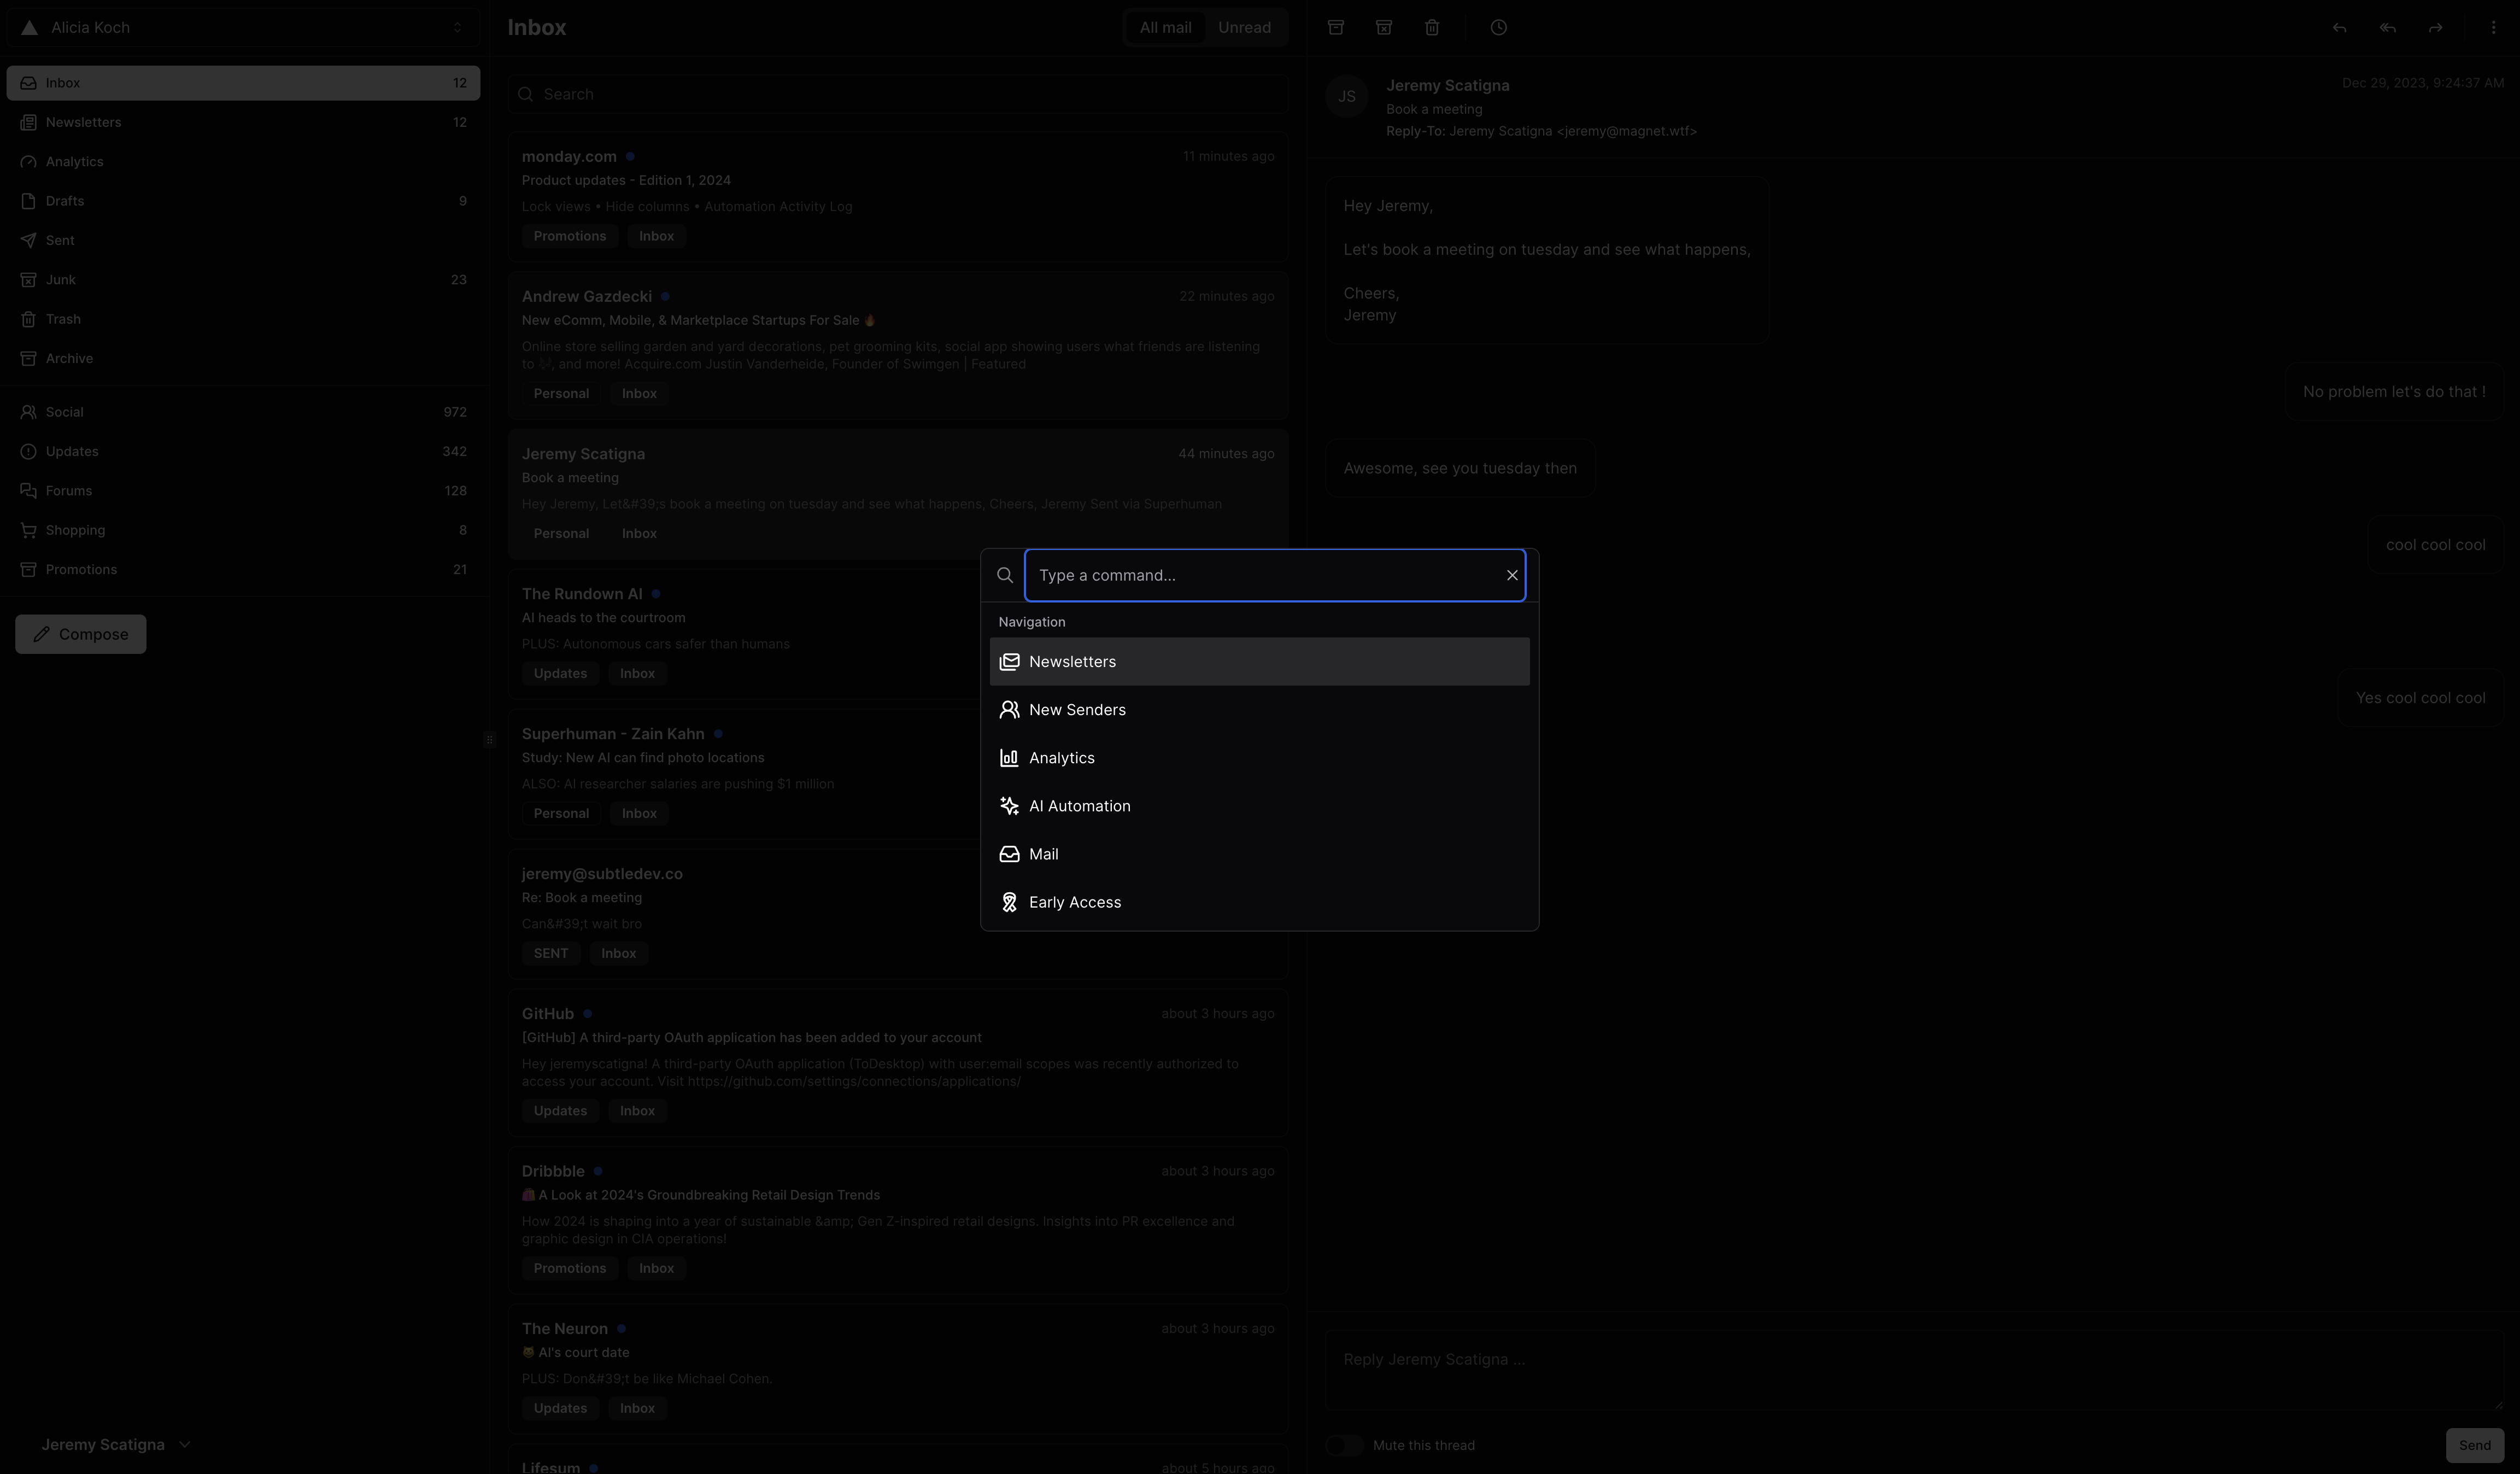 Alicia Koch
Inbox 12
Newsletters 12
Analytics
Drafts 9
Sent
Junk 23
Trash
Archive
Social 972
Updates 342
Forums 128
Shopping 8
Promotions 21
Compose
Jeremy Scatigna
Inbox
All mail Unread
Search
monday.com 11 minutes ago
Product updates - Edition 1, 2024
Lock views • Hide columns • Automation Activity Log
Promotions Inbox
Andrew Gazdecki 22 minutes ago
New eComm, Mobile, & Marketplace Startups For Sale 🔥
Online store selling garden and yard decorations, pet grooming kits, social app showing users what friends are listening
to 🎶, and more! Acquire.com Justin Vanderheide, Founder of Swimgen | Featured
Personal Inbox
Jeremy Scatigna 44 minutes ago
Book a meeting
Hey Jeremy, Let&#39;s book a meeting on tuesday and see what happens, Cheers, Jeremy Sent via Superhuman
Personal Inbox
The Rundown AI
AI heads to the courtroom
PLUS: Autonomous cars safer than humans
Updates Inbox
Superhuman - Zain Kahn
Study: New AI can find photo locations
ALSO: AI researcher salaries are pushing $1 million
Personal Inbox
jeremy@subtledev.co
Re: Book a meeting
Can&#39;t wait bro
SENT Inbox
GitHub about 3 hours ago
[GitHub] A third-party OAuth application has been added to your account
Hey jeremyscatigna! A third-party OAuth application (ToDesktop) with user:email scopes was recently authorized to
access your account. Visit https://github.com/settings/connections/applications/
Updates Inbox
Dribbble about 3 hours ago
🛍️ A Look at 2024's Groundbreaking Retail Design Trends
How 2024 is shaping into a year of sustainable &amp; Gen Z-inspired retail designs. Insights into PR excellence and
graphic design in CIA operations!
Promotions Inbox
The Neuron about 3 hours ago
🐱 AI's court date
PLUS: Don&#39;t be like Michael Cohen.
Updates Inbox
Lifesum about 5 hours ago
Type a command...
Navigation
Newsletters
New Senders
Analytics
AI Automation
Mail
Early Access
JS
Jeremy Scatigna Dec 29, 2023, 9:24:37 AM
Book a meeting
Reply-To: Jeremy Scatigna <jeremy@magnet.wtf>
Hey Jeremy,
Let's book a meeting on tuesday and see what happens,
Cheers,
Jeremy
No problem let's do that !
Awesome, see you tuesday then
cool cool cool
Yes cool cool cool
Reply Jeremy Scatigna ...
Mute this thread
Send